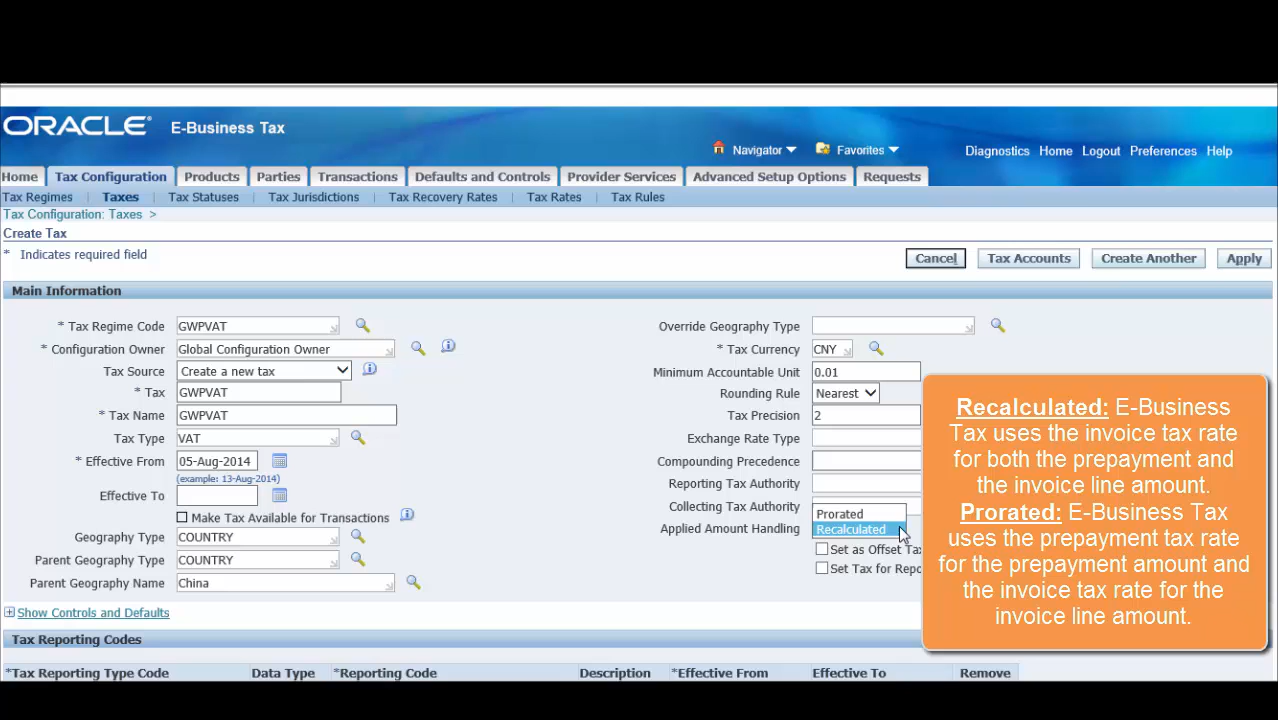 ORACLE® E-Business Tax
Navigator Favorites Diagnostics Home Logout Preferences Help
Home Tax Configuration Products Parties Transactions Defaults and Controls Provider Services Advanced Setup Options Requests
Tax Regimes | Taxes | Tax Statuses | Tax Jurisdictions | Tax Recovery Rates | Tax Rates | Tax Rules
Tax Configuration: Taxes >
Create Tax
* Indicates required field
Cancel Tax Accounts Create Another Apply
Main Information
* Tax Regime Code GWPVAT
* Configuration Owner Global Configuration Owner
Tax Source Create a new tax
* Tax GWPVAT
* Tax Name GWPVAT
Tax Type VAT
* Effective From 05-Aug-2014
(example: 13-Aug-2014)
Effective To
Make Tax Available for Transactions
Geography Type COUNTRY
Parent Geography Type COUNTRY
Parent Geography Name China
Override Geography Type
* Tax Currency CNY
Minimum Accountable Unit 0.01
Rounding Rule Nearest
Tax Precision 2
Exchange Rate Type
Compounding Precedence
Reporting Tax Authority
Collecting Tax Authority
Prorated
Applied Amount Handling Recalculated
Set as Offset Tax
Set Tax for Repo
Recalculated: E-Business
Tax uses the invoice tax rate
for both the prepayment and
the invoice line amount.
Prorated: E-Business Tax
uses the prepayment tax rate
for the prepayment amount and
the invoice tax rate for the
invoice line amount.
Show Controls and Defaults
Tax Reporting Codes
*Tax Reporting Type Code Data Type *Reporting Code Description *Effective From Effective To Remove